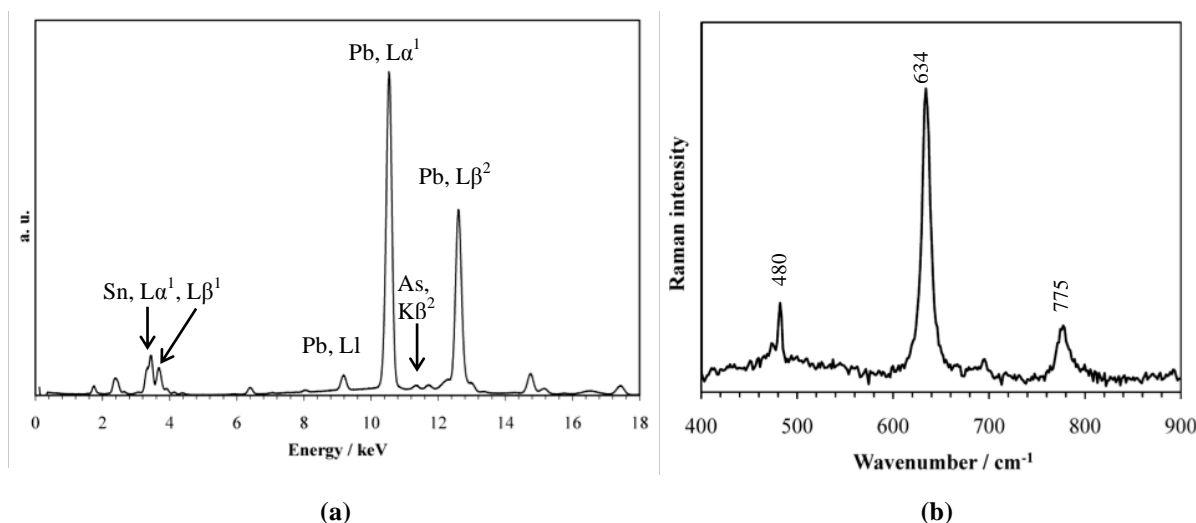 a. u.
Pb, Lα¹
Pb, Lβ²
Sn, Lα¹, Lβ¹
As,
Kβ²
Pb, Ll
0 2 4 6 8 10 12 14 16 18
Energy / keV
(a)
Raman intensity
634
480
775
400 500 600 700 800 900
Wavenumber / cm⁻¹
(b)